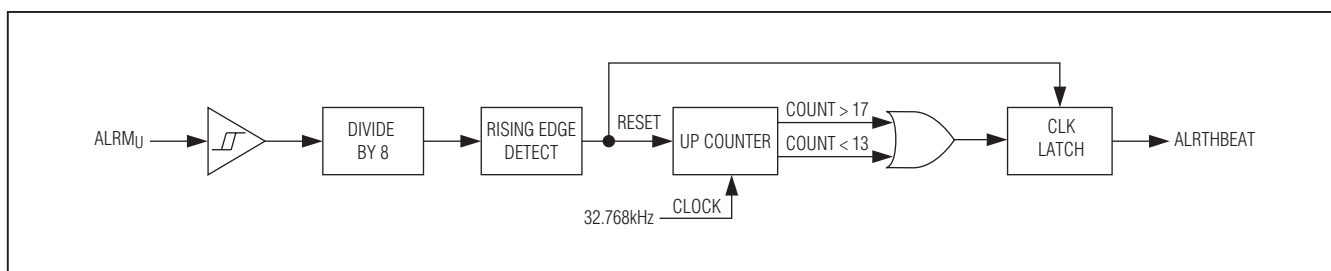 ALRMU
DIVIDE
BY 8
RISING EDGE
DETECT
RESET
UP COUNTER
COUNT > 17
COUNT < 13
CLK
LATCH
ALRTHBEAT
32.768kHz
CLOCK